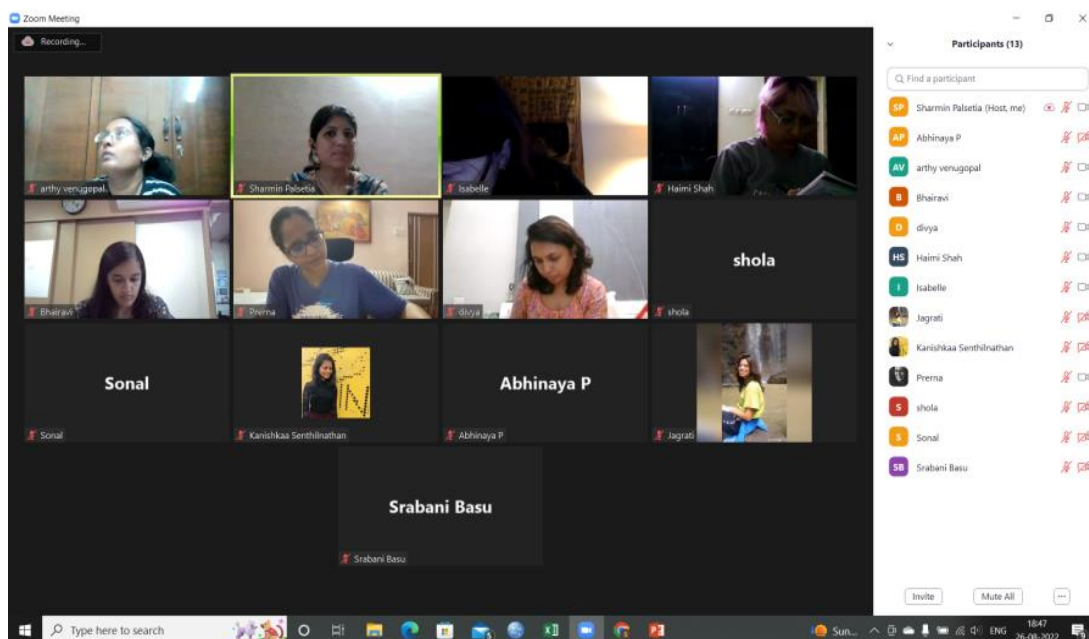 Zoom Meeting
Recording...
Participants (13)
Find a participant
arthy venugopal
Sharmin Palsetia
Isabelle
Haimi Shah
Bhairavi
Prerna
divya
shola
shola
Sonal
Sonal
Kanishkaa Senthilnathan
Abhinaya P
Abhinaya P
Jagrati
Srabani Basu
Srabani Basu
SP Sharmin Palsetia (Host, me)
AP Abhinaya P
AV arthy venugopal
B Bhairavi
D divya
HS Haimi Shah
I Isabelle
Jagrati
Kanishkaa Senthilnathan
Prerna
S shola
S Sonal
SB Srabani Basu
Invite
Mute All
Type here to search
Sun...
ENG
18:47
26-08-2022